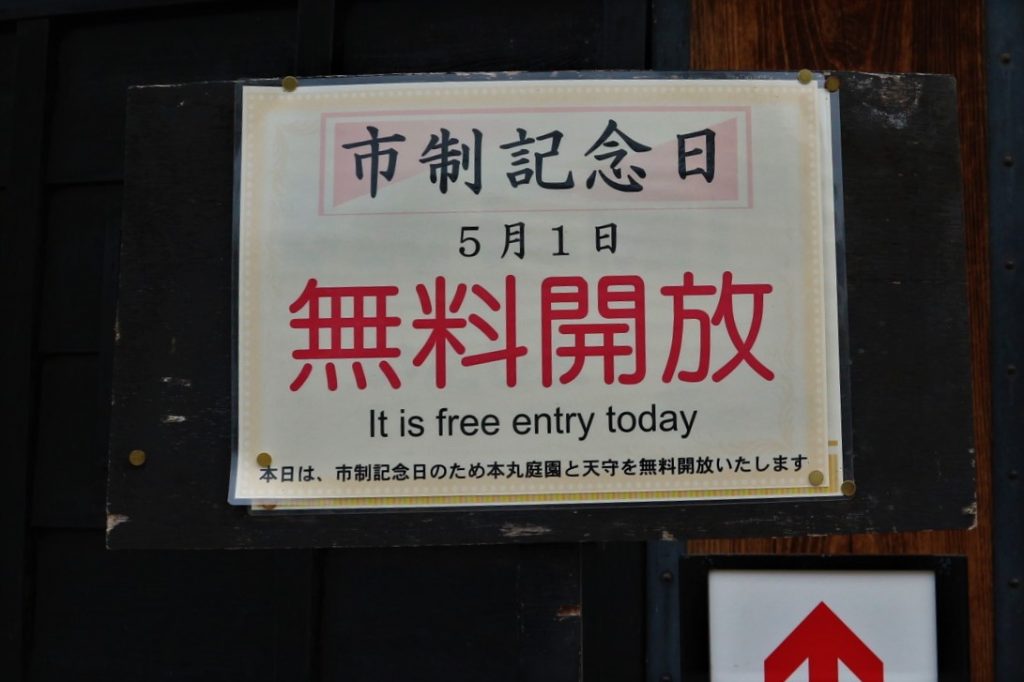 市制記念日
５月１日
無料開放
It is free entry today
本日は、市制記念日のため本丸庭園と天守を無料開放いたします